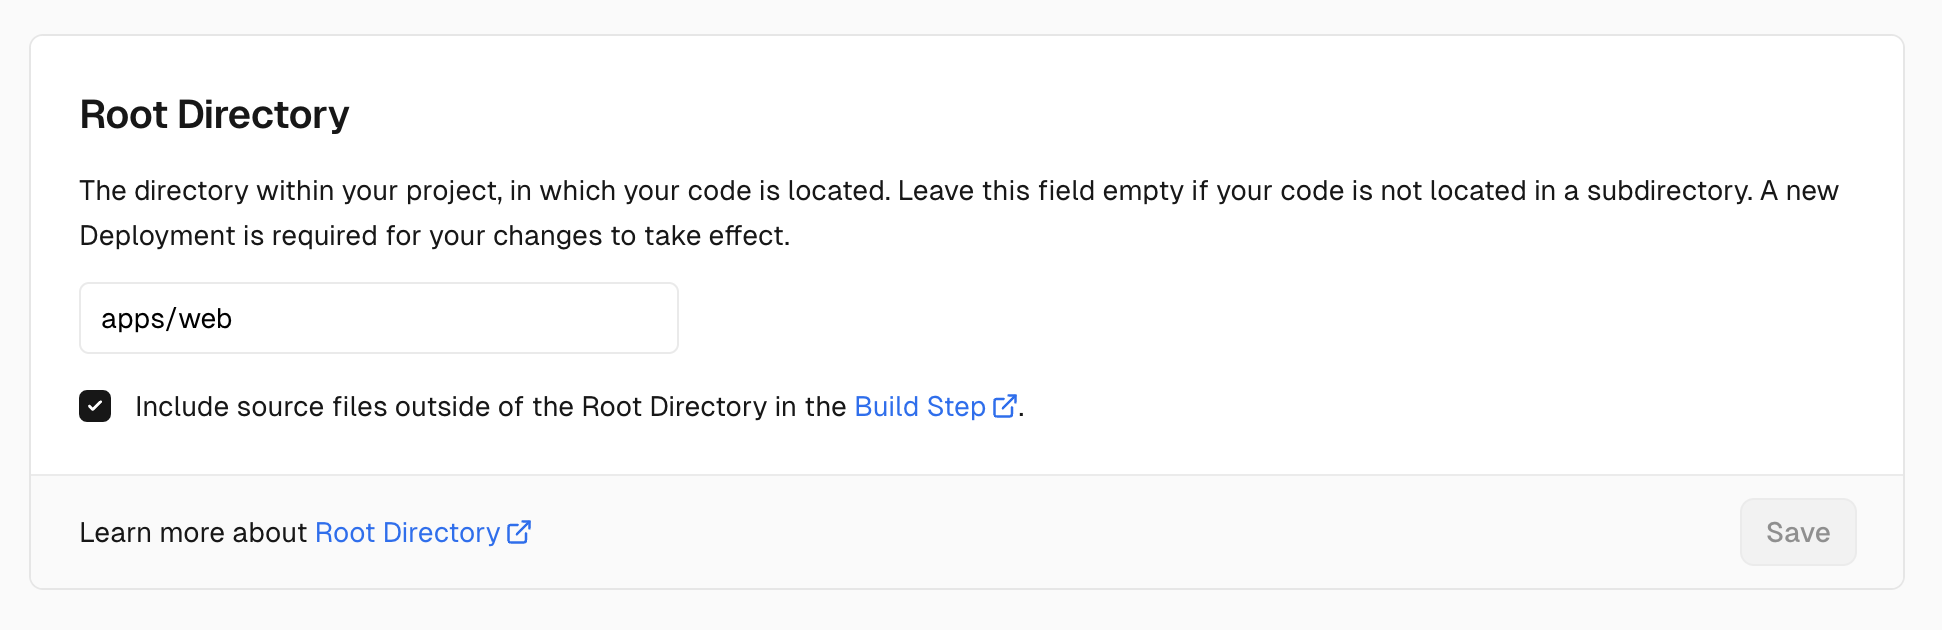 Root Directory
The directory within your project, in which your code is located. Leave this field empty if your code is not located in a subdirectory. A new
Deployment is required for your changes to take effect.
apps/web
Include source files outside of the Root Directory in the Build Step.
Learn more about Root Directory
Save